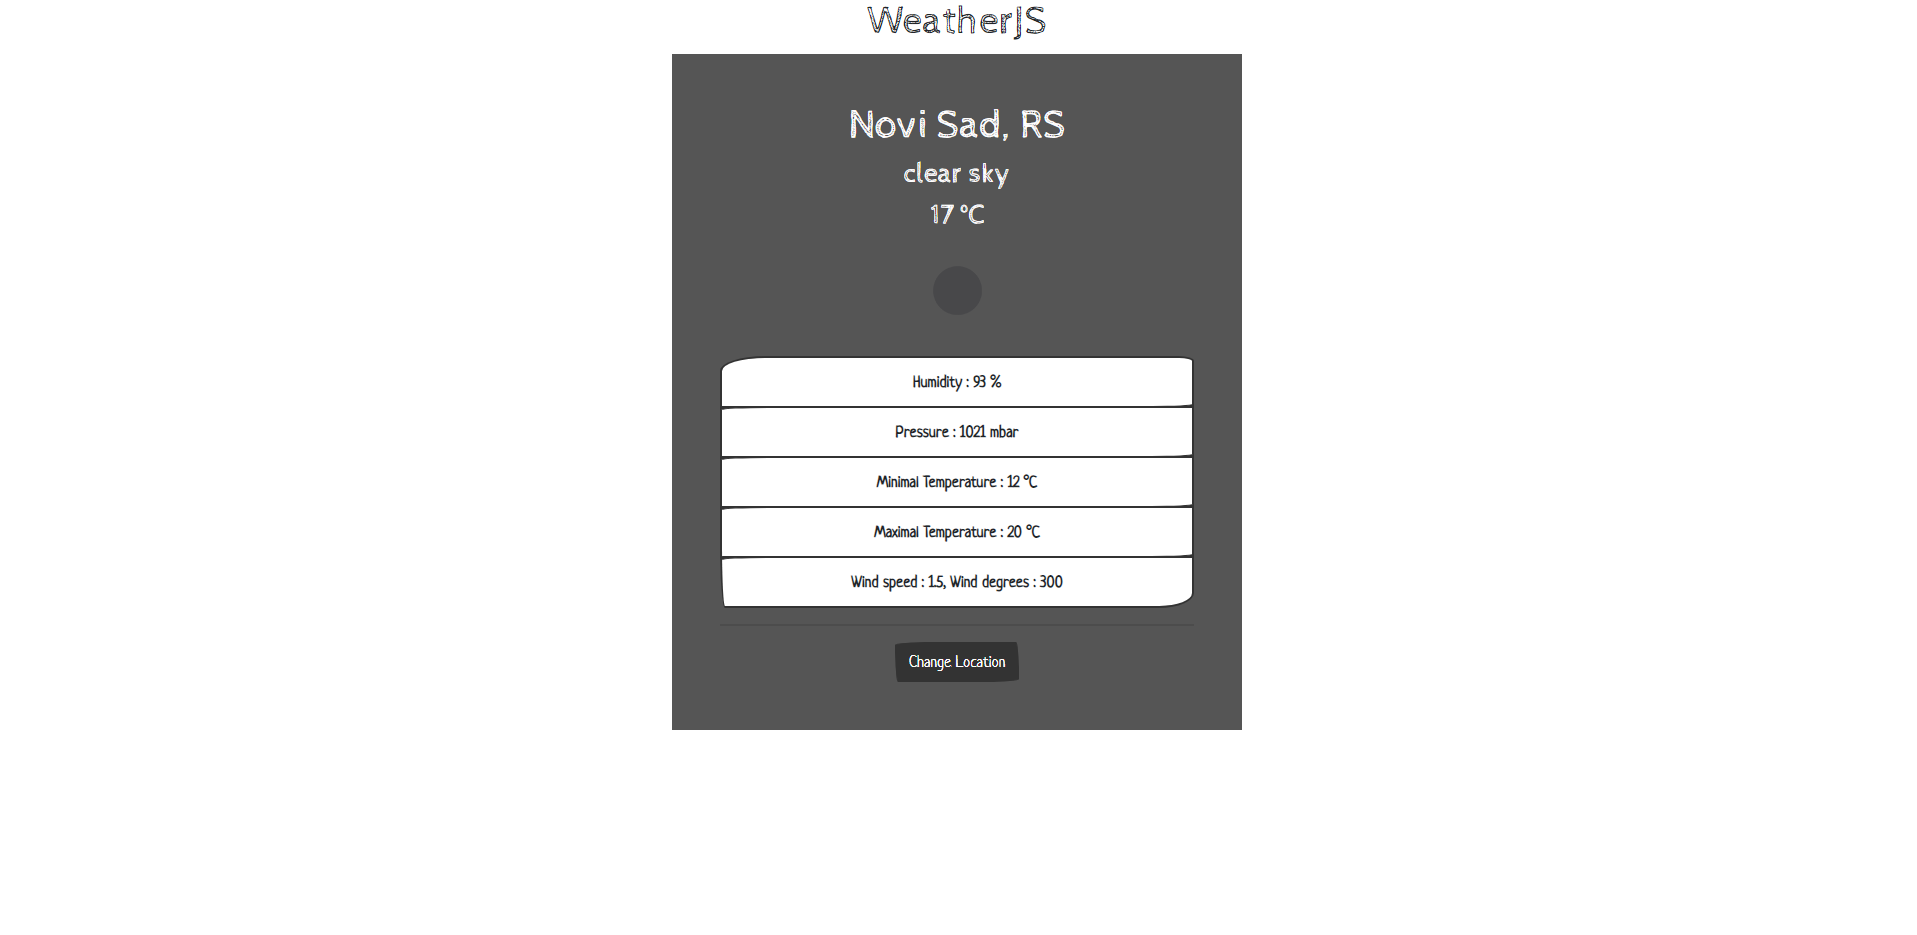 WeatherJS
Novi Sad, RS
clear sky
17 °C
Humidity : 93 %
Pressure : 1021 mbar
Minimal Temperature : 12 °C
Maximal Temperature : 20 °C
Wind speed : 1.5, Wind degrees : 300
Change Location